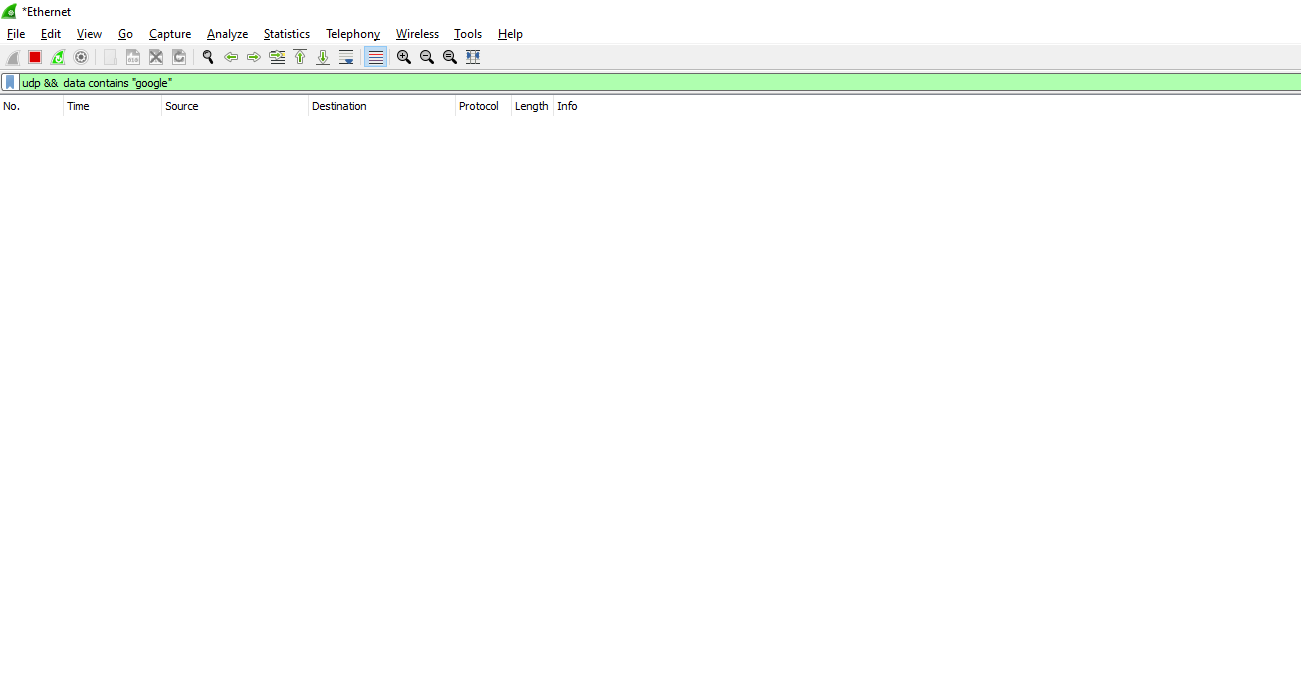 *Ethernet
File Edit View Go Capture Analyze Statistics Telephony Wireless Tools Help
udp &&  data contains "google"
No. Time Source Destination Protocol Length Info